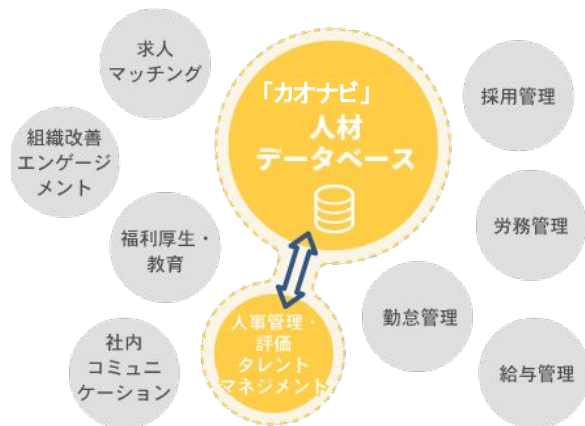 求人
マッチング
「カオナビ」
人材
データベース
採用管理
組織改善
エンゲージ
メント
福利厚生・
教育
労務管理
人事管理・
評価
タレント
マネジメント
勤怠管理
社内
コミュニ
ケーション
給与管理